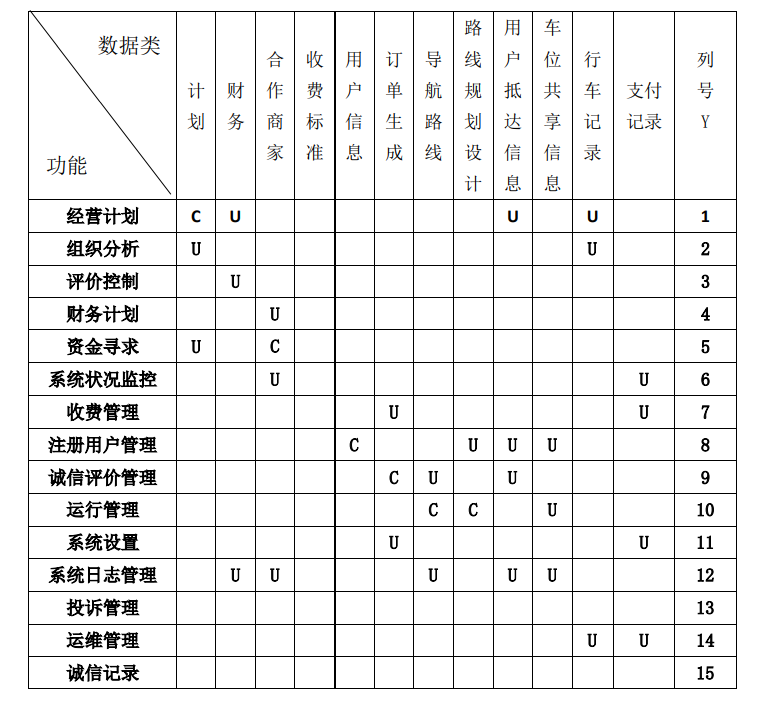 数据类
功能
计划
财务
合作商家
收费标准
用户信息
订单生成
导航路线
路线规划设计
用户抵达信息
车位共享信息
行车记录
支付记录
列号Y
经营计划 C U U U 1
组织分析 U U 2
评价控制 U 3
财务计划 U 4
资金寻求 U C 5
系统状况监控 U U 6
收费管理 U U 7
注册用户管理 C U U U 8
诚信评价管理 C U U 9
运行管理 C C U 10
系统设置 U U 11
系统日志管理 U U U U U 12
投诉管理 13
运维管理 U U 14
诚信记录 15